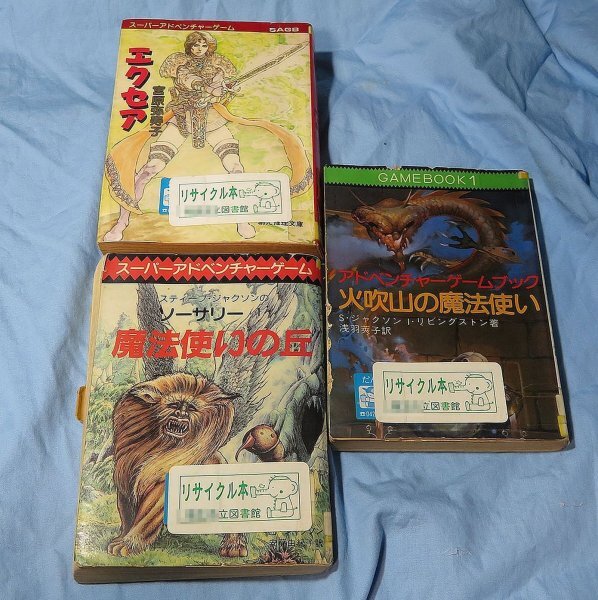 スーパーアドベンチャーゲーム
SAGB
エクセア
宮原弥寿子
リサイクル本
立図書館
創元推理文庫
スーパーアドベンチャーゲーム
スティーブ・ジャクソンの
ソーサリー
魔法使いの丘
リサイクル本
立図書館
GAMEBOOK 1
アドベンチャーゲームブック
火吹山の魔法使い
S・ジャクソン I・リビングストン著
浅羽莢子訳
リサイクル本
立図書館